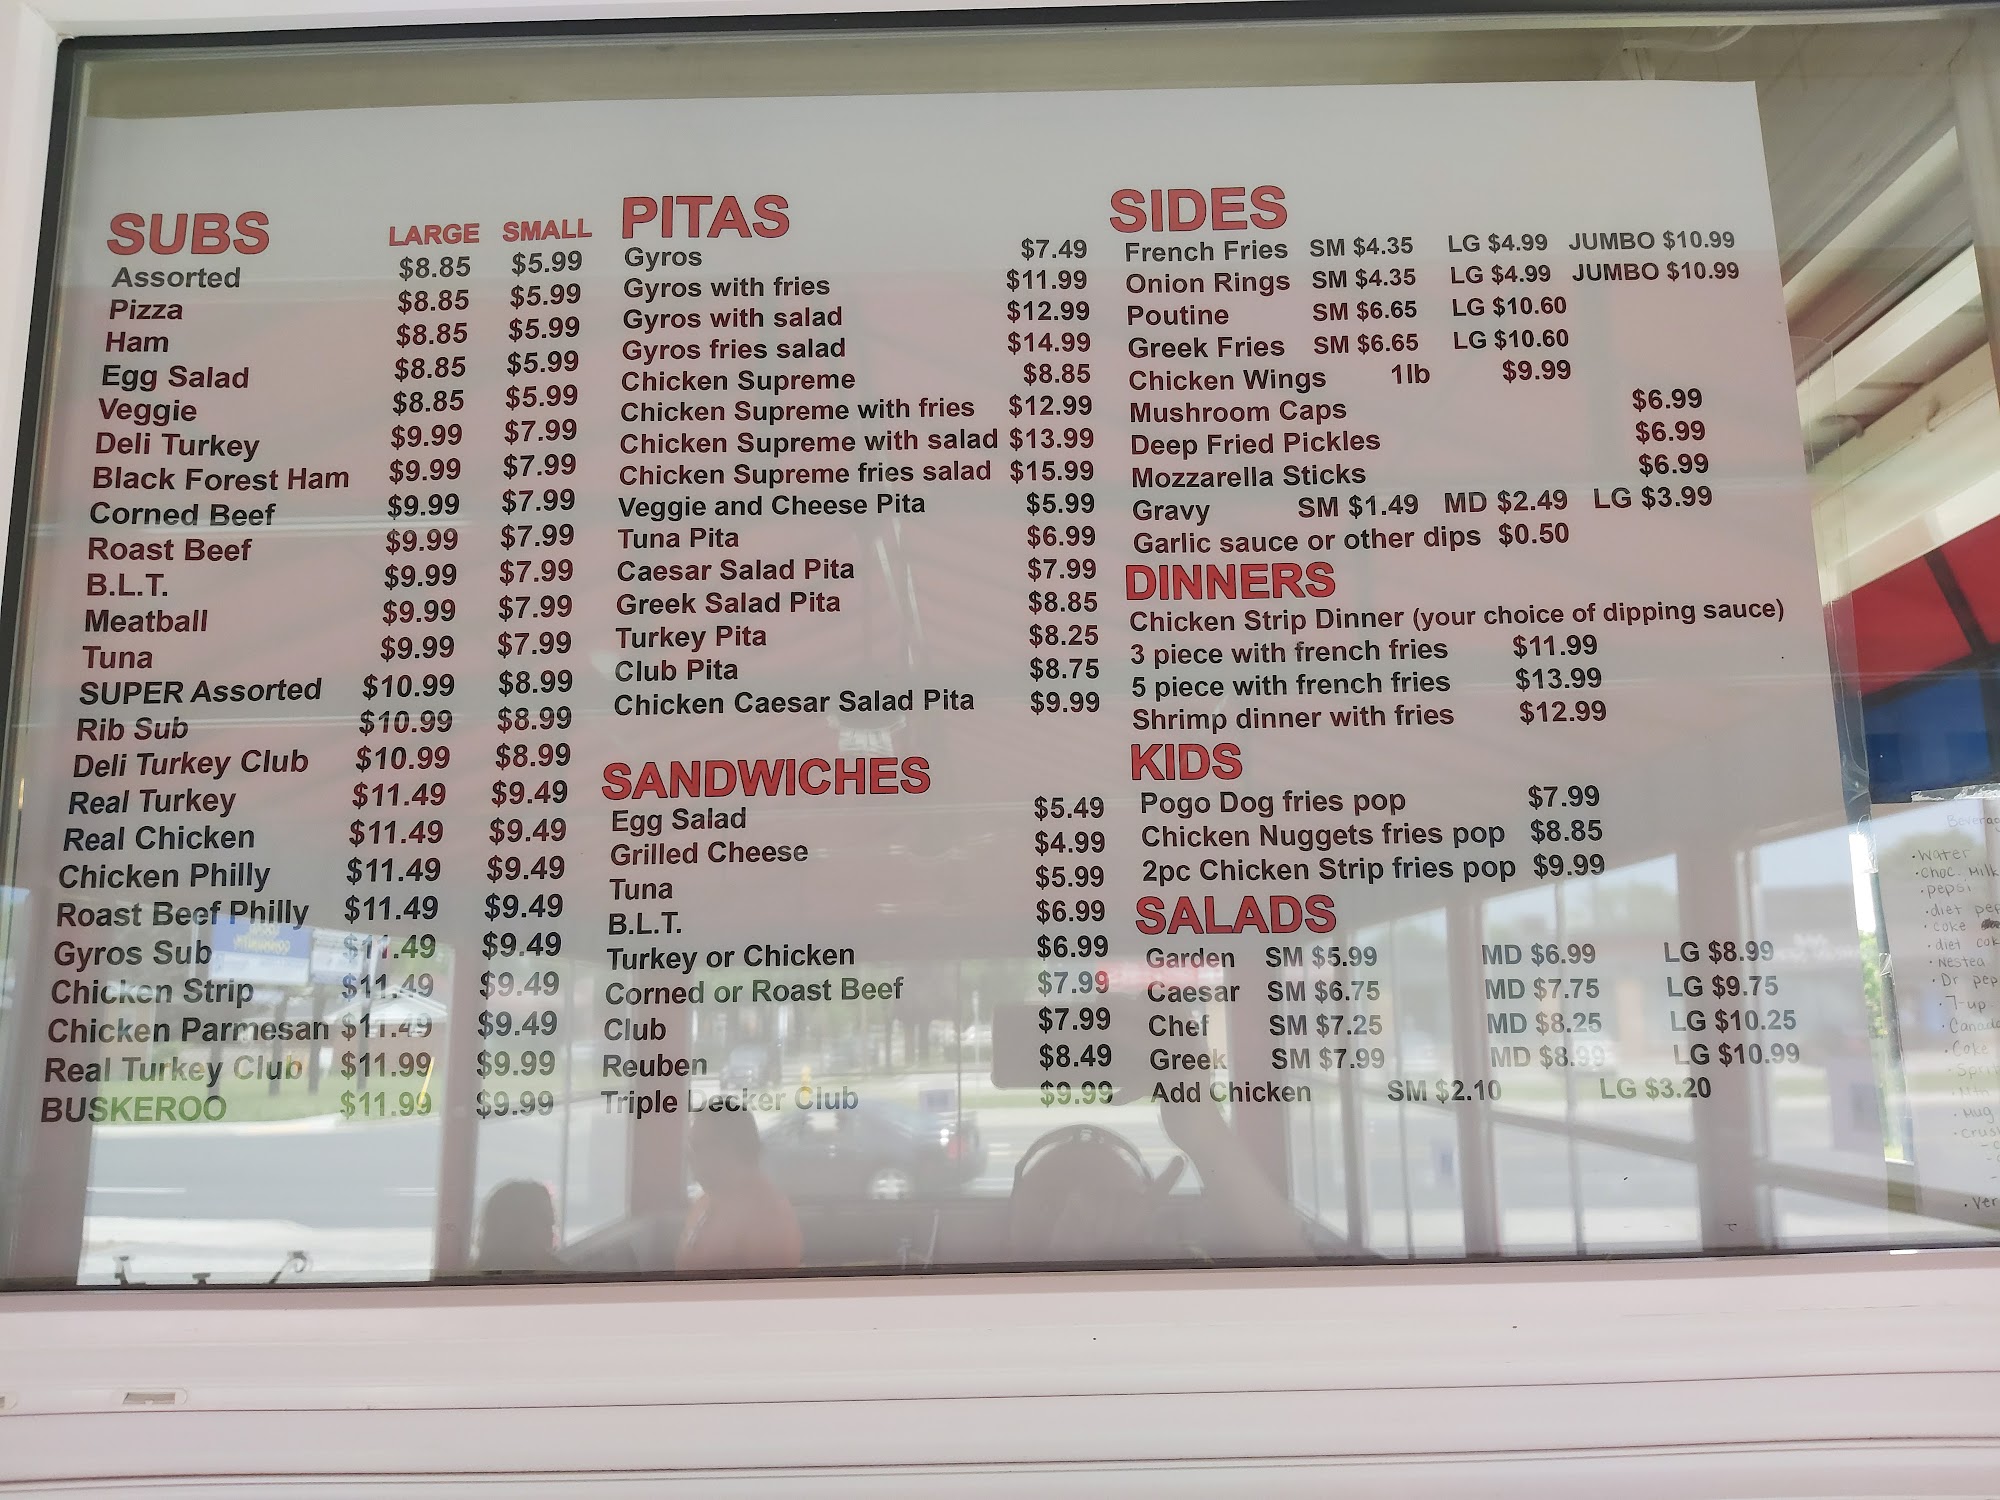 SUBS LARGE SMALL
Assorted $8.85 $5.99
Pizza $8.85 $5.99
Ham $8.85 $5.99
Egg Salad $8.85 $5.99
Veggie $8.85 $5.99
Deli Turkey $9.99 $7.99
Black Forest Ham $9.99 $7.99
Corned Beef $9.99 $7.99
Roast Beef $9.99 $7.99
B.L.T. $9.99 $7.99
Meatball $9.99 $7.99
Tuna $9.99 $7.99
SUPER Assorted $10.99 $8.99
Rib Sub $10.99 $8.99
Deli Turkey Club $10.99 $8.99
Real Turkey $11.49 $9.49
Real Chicken $11.49 $9.49
Chicken Philly $11.49 $9.49
Roast Beef Philly $11.49 $9.49
Gyros Sub $11.49 $9.49
Chicken Strip $11.49 $9.49
Chicken Parmesan $11.49 $9.49
Real Turkey Club $11.99 $9.99
BUSKEROO $11.99 $9.99
PITAS
Gyros $7.49
Gyros with fries $11.99
Gyros with salad $12.99
Gyros fries salad $14.99
Chicken Supreme $8.85
Chicken Supreme with fries $12.99
Chicken Supreme with salad $13.99
Chicken Supreme fries salad $15.99
Veggie and Cheese Pita $5.99
Tuna Pita $6.99
Caesar Salad Pita $7.99
Greek Salad Pita $8.85
Turkey Pita $8.25
Club Pita $8.75
Chicken Caesar Salad Pita $9.99
SANDWICHES
Egg Salad $5.49
Grilled Cheese $4.99
Tuna $5.99
B.L.T. $6.99
Turkey or Chicken $6.99
Corned or Roast Beef $7.99
Club $7.99
Reuben $8.49
Triple Decker Club $9.99
SIDES
French Fries SM $4.35 LG $4.99 JUMBO $10.99
Onion Rings SM $4.35 LG $4.99 JUMBO $10.99
Poutine SM $6.65 LG $10.60
Greek Fries SM $6.65 LG $10.60
Chicken Wings 1lb $9.99
Mushroom Caps $6.99
Deep Fried Pickles $6.99
Mozzarella Sticks $6.99
Gravy SM $1.49 MD $2.49 LG $3.99
Garlic sauce or other dips $0.50
DINNERS
Chicken Strip Dinner (your choice of dipping sauce)
3 piece with french fries $11.99
5 piece with french fries $13.99
Shrimp dinner with fries $12.99
KIDS
Pogo Dog fries pop $7.99
Chicken Nuggets fries pop $8.85
2pc Chicken Strip fries pop $9.99
SALADS
Garden SM $5.99 MD $6.99 LG $8.99
Caesar SM $6.75 MD $7.75 LG $9.75
Chef SM $7.25 MD $8.25 LG $10.25
Greek SM $7.99 MD $8.99 LG $10.99
Add Chicken SM $2.10 LG $3.20
• Water
• Choc. Milk
• pepsi
• diet
• coke
• diet
• Nestea
• Dr
• 7-up
• Coke